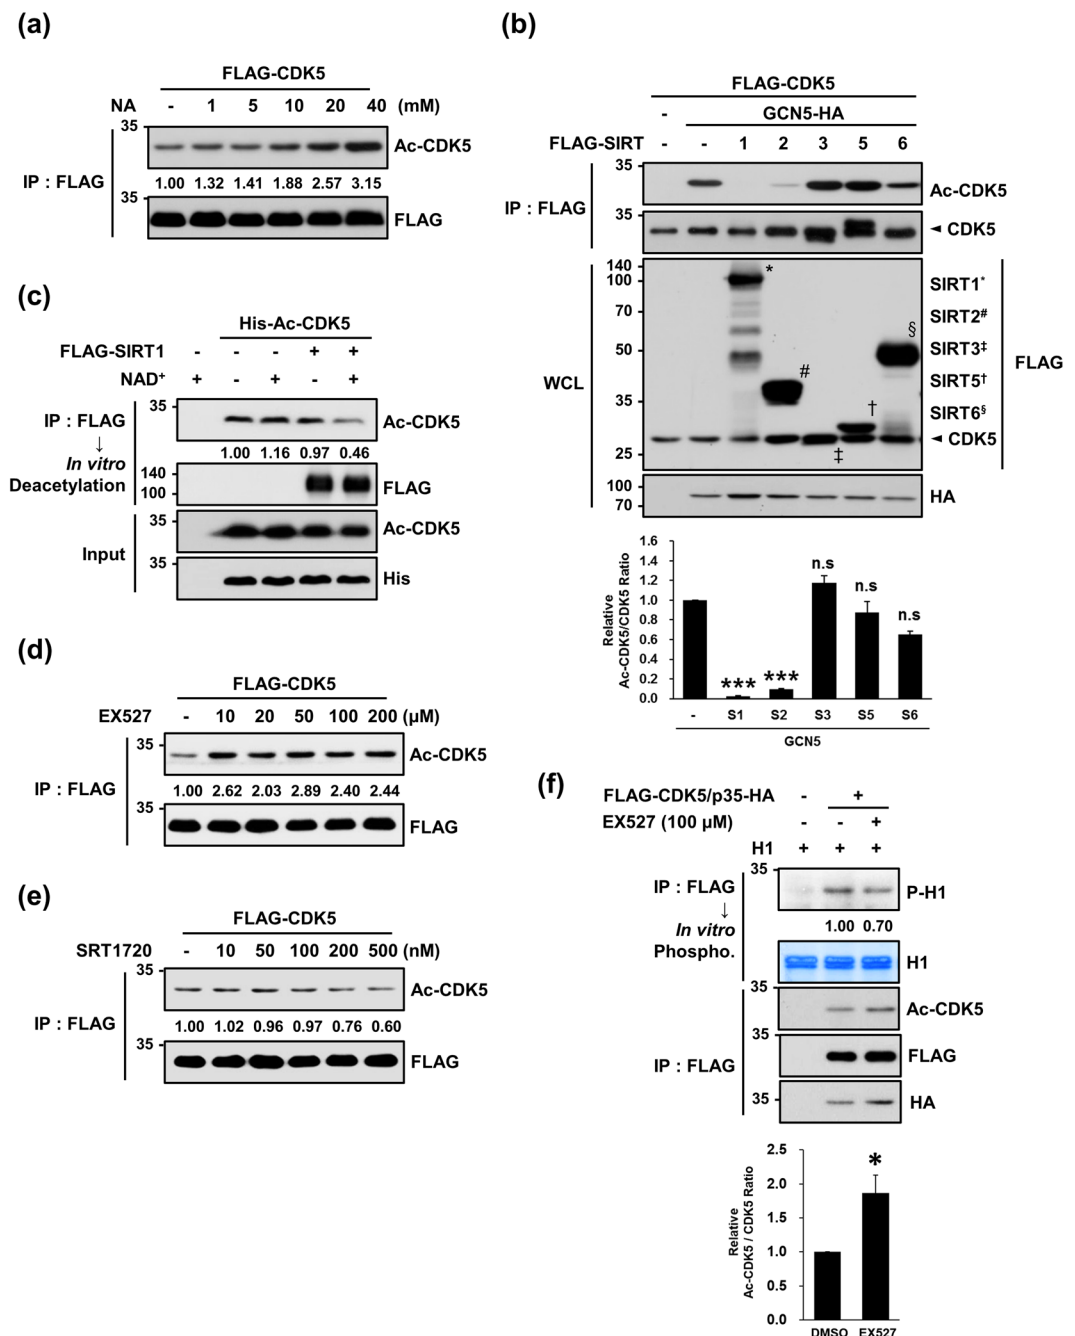 (a)
FLAG-CDK5
NA - 1 5 10 20 40 (mM)
35
Ac-CDK5
IP : FLAG
1.00 1.32 1.41 1.88 2.57 3.15
35
FLAG
(b)
FLAG-CDK5
- GCN5-HA
FLAG-SIRT - - 1 2 3 5 6
35
Ac-CDK5
IP : FLAG
35
◄ CDK5
WCL
140
100
70
50
35
25
*
#
‡
†
§
SIRT1*
SIRT2#
SIRT3‡
SIRT5†
SIRT6§
◄ CDK5
FLAG
100
70
HA
Relative
Ac-CDK5/CDK5 Ratio
1.6
1.4
1.2
1.0
0.8
0.6
0.4
0.2
0.0
*** *** n.s n.s n.s
- S1 S2 S3 S5 S6
GCN5
(c)
His-Ac-CDK5
FLAG-SIRT1 - - - + +
NAD+ + - + - +
35
Ac-CDK5
IP : FLAG
↓
In vitro
Deacetylation
1.00 1.16 0.97 0.46
140
100
FLAG
Input
35
Ac-CDK5
35
His
(d)
FLAG-CDK5
EX527 - 10 20 50 100 200 (μM)
35
Ac-CDK5
IP : FLAG
1.00 2.62 2.03 2.89 2.40 2.44
35
FLAG
(e)
FLAG-CDK5
SRT1720 - 10 50 100 200 500 (nM)
35
Ac-CDK5
IP : FLAG
1.00 1.02 0.96 0.97 0.76 0.60
35
FLAG
(f)
FLAG-CDK5/p35-HA - +
EX527 (100 μM) - - +
H1 + + +
35
IP : FLAG
↓
In vitro
Phospho.
P-H1
1.00 0.70
H1
35
Ac-CDK5
35
IP : FLAG
FLAG
35
HA
Relative
Ac-CDK5 / CDK5 Ratio
2.5
2.0
1.5
1.0
0.5
0.0
*
DMSO EX527